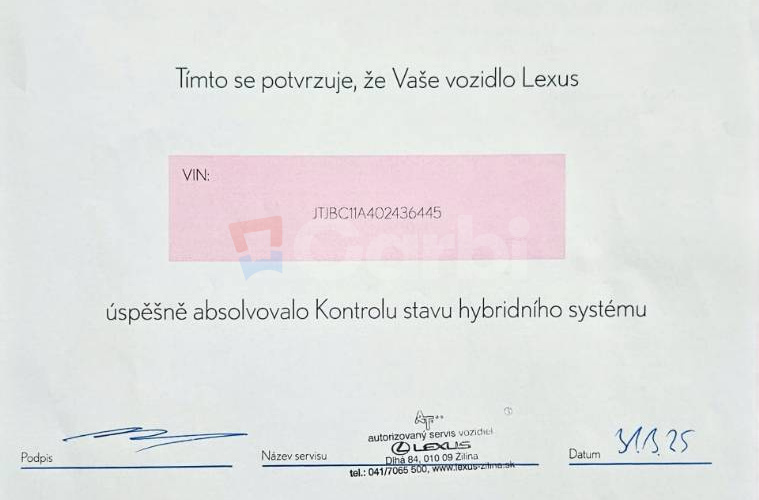 Tímto se potvrzuje, že Vaše vozidlo Lexus
VIN:
JTJBC11A402436445
Garbi
úspěšně absolvovalo Kontrolu stavu hybridního systému
AT
autorizovaný servis vozidiel
LEXUS
Dlhá 84, 010 09 Žilina
tel.: 041/7065 500, www.lexus-zilina.sk
Podpis
Název servisu
Datum
31.3.25